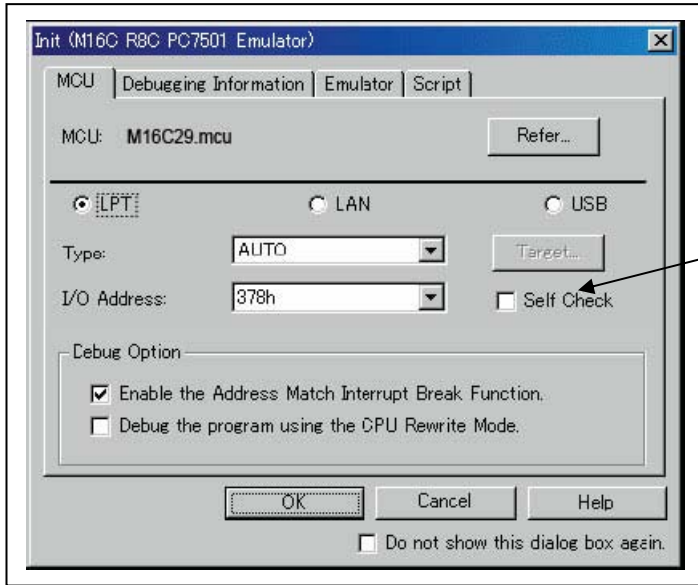 Init (M16C R8C PC7501 Emulator)
MCU Debugging Information Emulator Script
MCU: M16C29.mcu Refer...
LPT LAN USB
Type: AUTO Target...
I/O Address: 378h Self Check
Debug Option
Enable the Address Match Interrupt Break Function.
Debug the program using the CPU Rewrite Mode.
OK Cancel Help
Do not show this dialog box again.